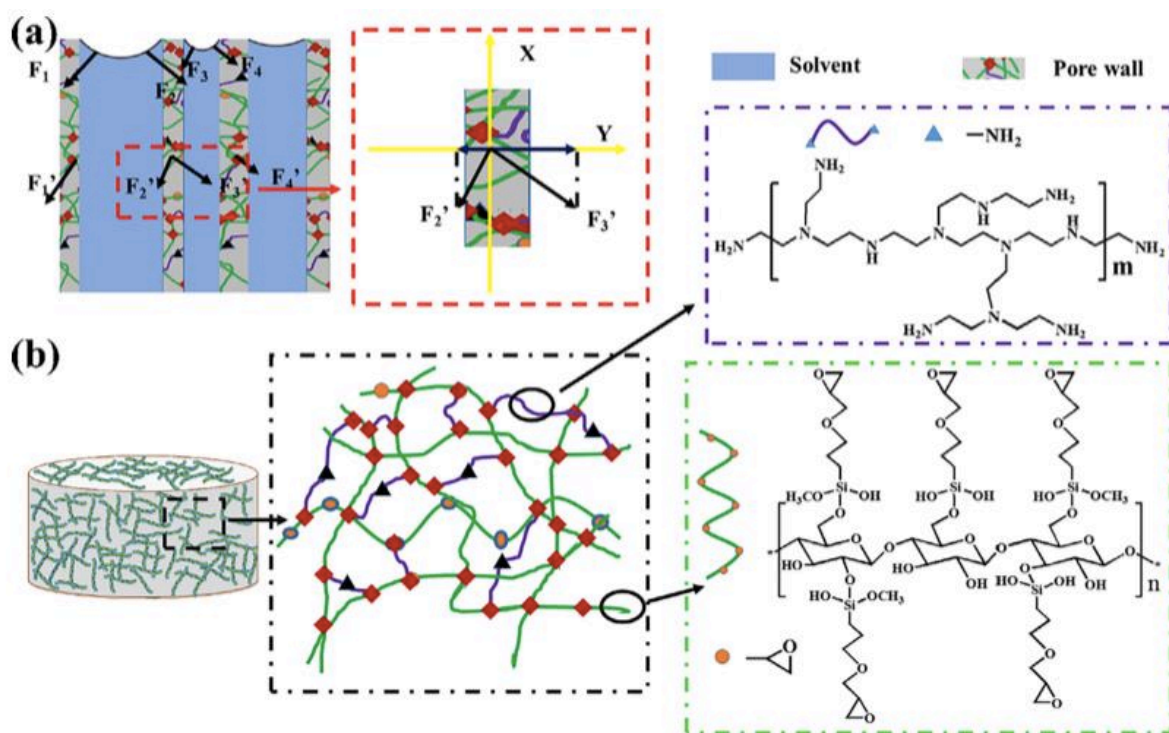 (a)
F1
F2
F3
F4
F1’
F2’
F3’
F4’
X
Y
F2’
F3’
Solvent
Pore wall
—NH2
NH2
H2N
N
N
H
N
H
N
N
H
N
NH2
H
N
NH2
m
N
H2N
NH2
(b)
O
O
O
O
O
O
Si
H3CO
OH
Si
HO
OH
Si
HO
OCH3
O
O
O
O
O
O
O
O
O
HO
O
HO
OH
O
OH
n
HO
Si
OCH3
HO
OH
Si
O
O
O
O
O